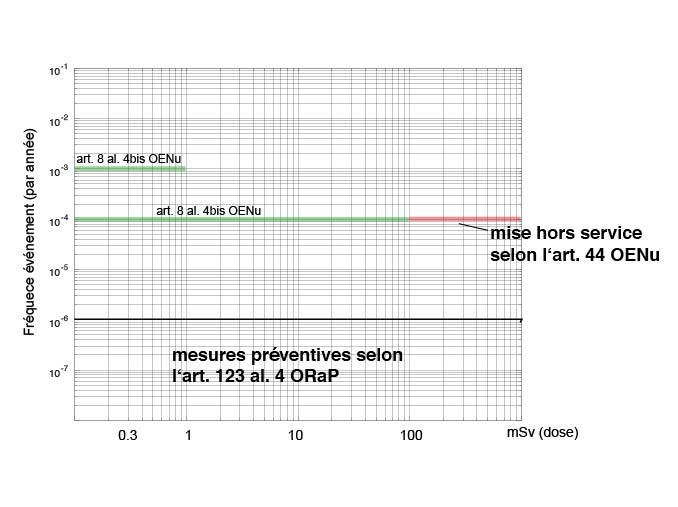 10-1
10-2
art. 8 al. 4bis OENu
10-3
art. 8 al. 4bis OENu
10-4
mise hors service
selon l'art. 44 OENu
10-5
10-6
mesures préventives selon
l'art. 123 al. 4 ORaP
10-7
Fréquece événement (par année)
0.3 1 10 100 mSv (dose)